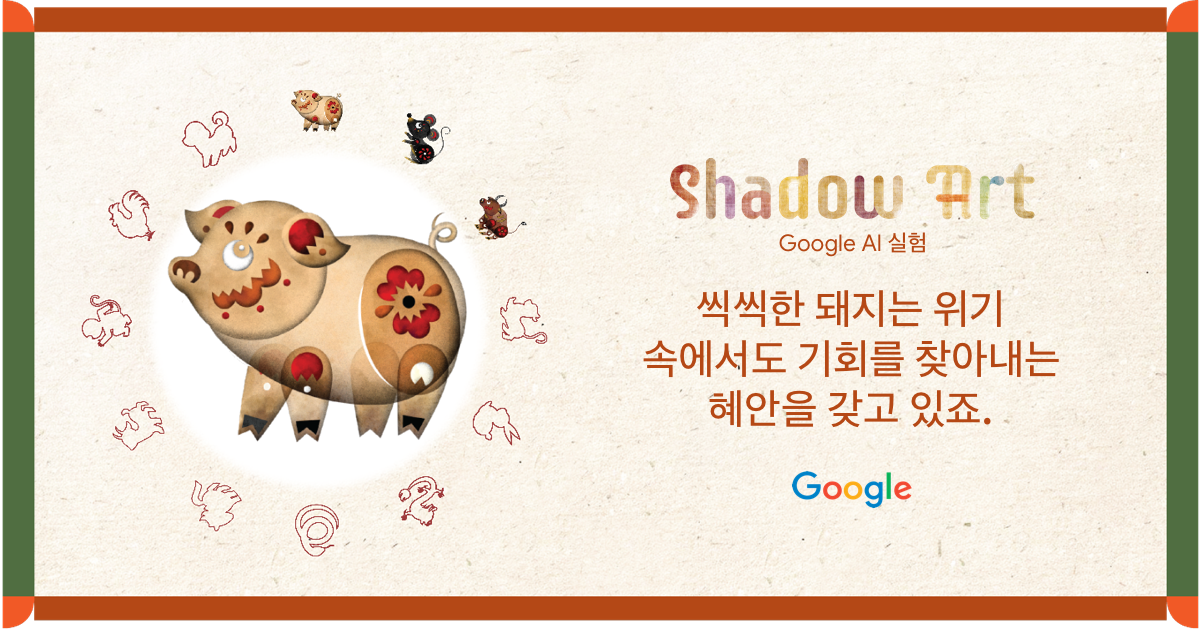 Shadow Art
Google AI 실험
씩씩한 돼지는 위기
속에서도 기회를 찾아내는
혜안을 갖고 있죠.
Google